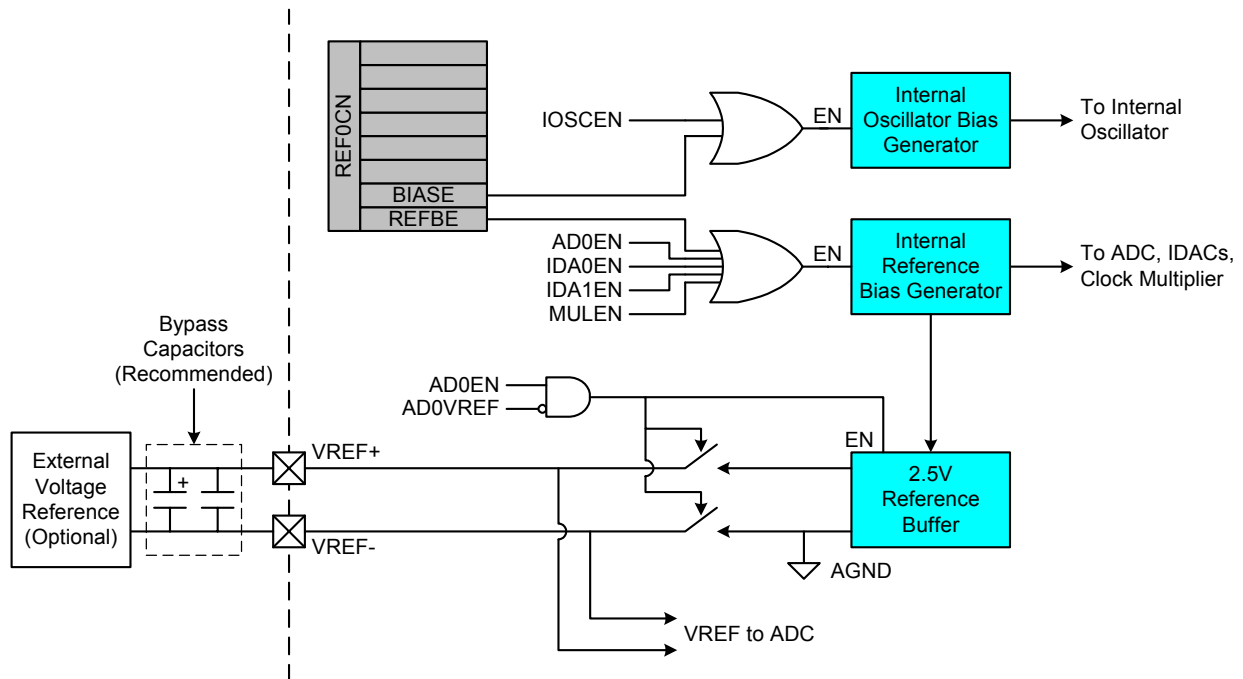 REF0CN
BIASE
REFBE
IOSCEN
EN
Internal
Oscillator Bias
Generator
To Internal
Oscillator
AD0EN
IDA0EN
IDA1EN
MULEN
EN
Internal
Reference
Bias Generator
To ADC, IDACs,
Clock Multiplier
Bypass
Capacitors
(Recommended)
AD0EN
AD0VREF
External
Voltage
Reference
(Optional)
+
VREF+
VREF-
EN
2.5V
Reference
Buffer
AGND
VREF to ADC